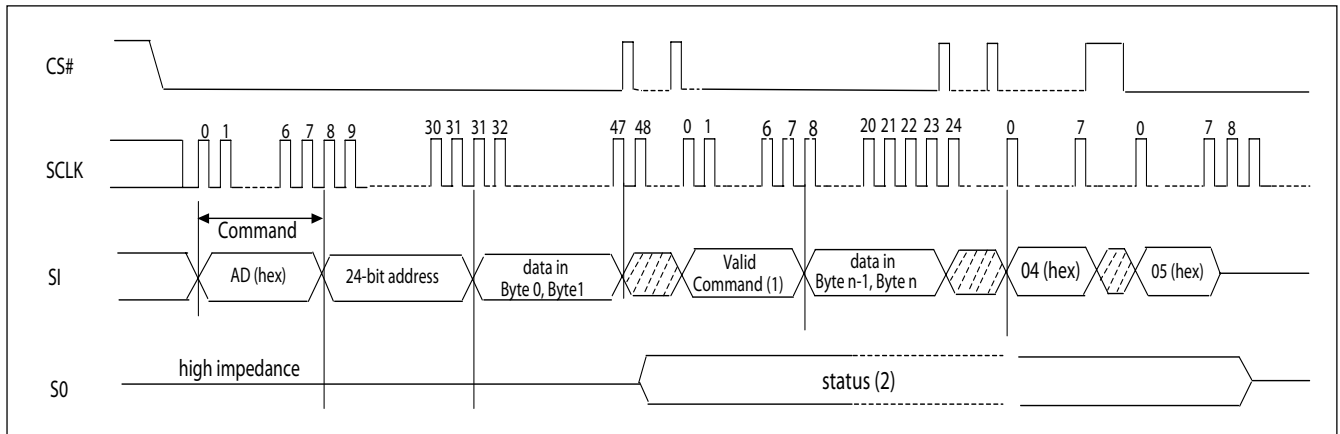 CS#
0 1 6 7 8 9 30 31 31 32 47 48 0 1 6 7 8 20 21 22 23 24 0 7 0 7 8
SCLK
Command
SI
AD (hex)
24-bit address
data in
Byte 0, Byte1
Valid
Command (1)
data in
Byte n-1, Byte n
04 (hex)
05 (hex)
high impedance
S0
status (2)